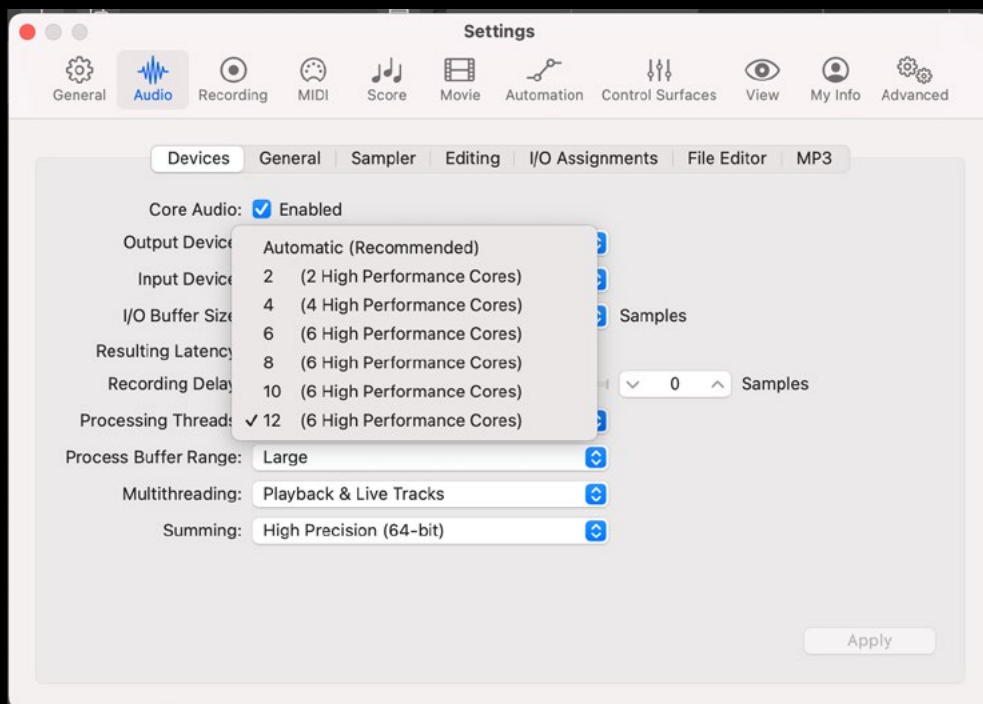 Settings
General Audio Recording MIDI Score Movie Automation Control Surfaces View My Info Advanced
Devices General Sampler Editing I/O Assignments File Editor MP3
Core Audio: Enabled
Output Device
Automatic (Recommended)
2 (2 High Performance Cores)
Input Device
4 (4 High Performance Cores)
I/O Buffer Size
6 (6 High Performance Cores)
Samples
Resulting Latency
8 (6 High Performance Cores)
Recording Delay
10 (6 High Performance Cores)
0 Samples
Processing Threads
✓ 12 (6 High Performance Cores)
Process Buffer Range: Large
Multithreading: Playback & Live Tracks
Summing: High Precision (64-bit)
Apply